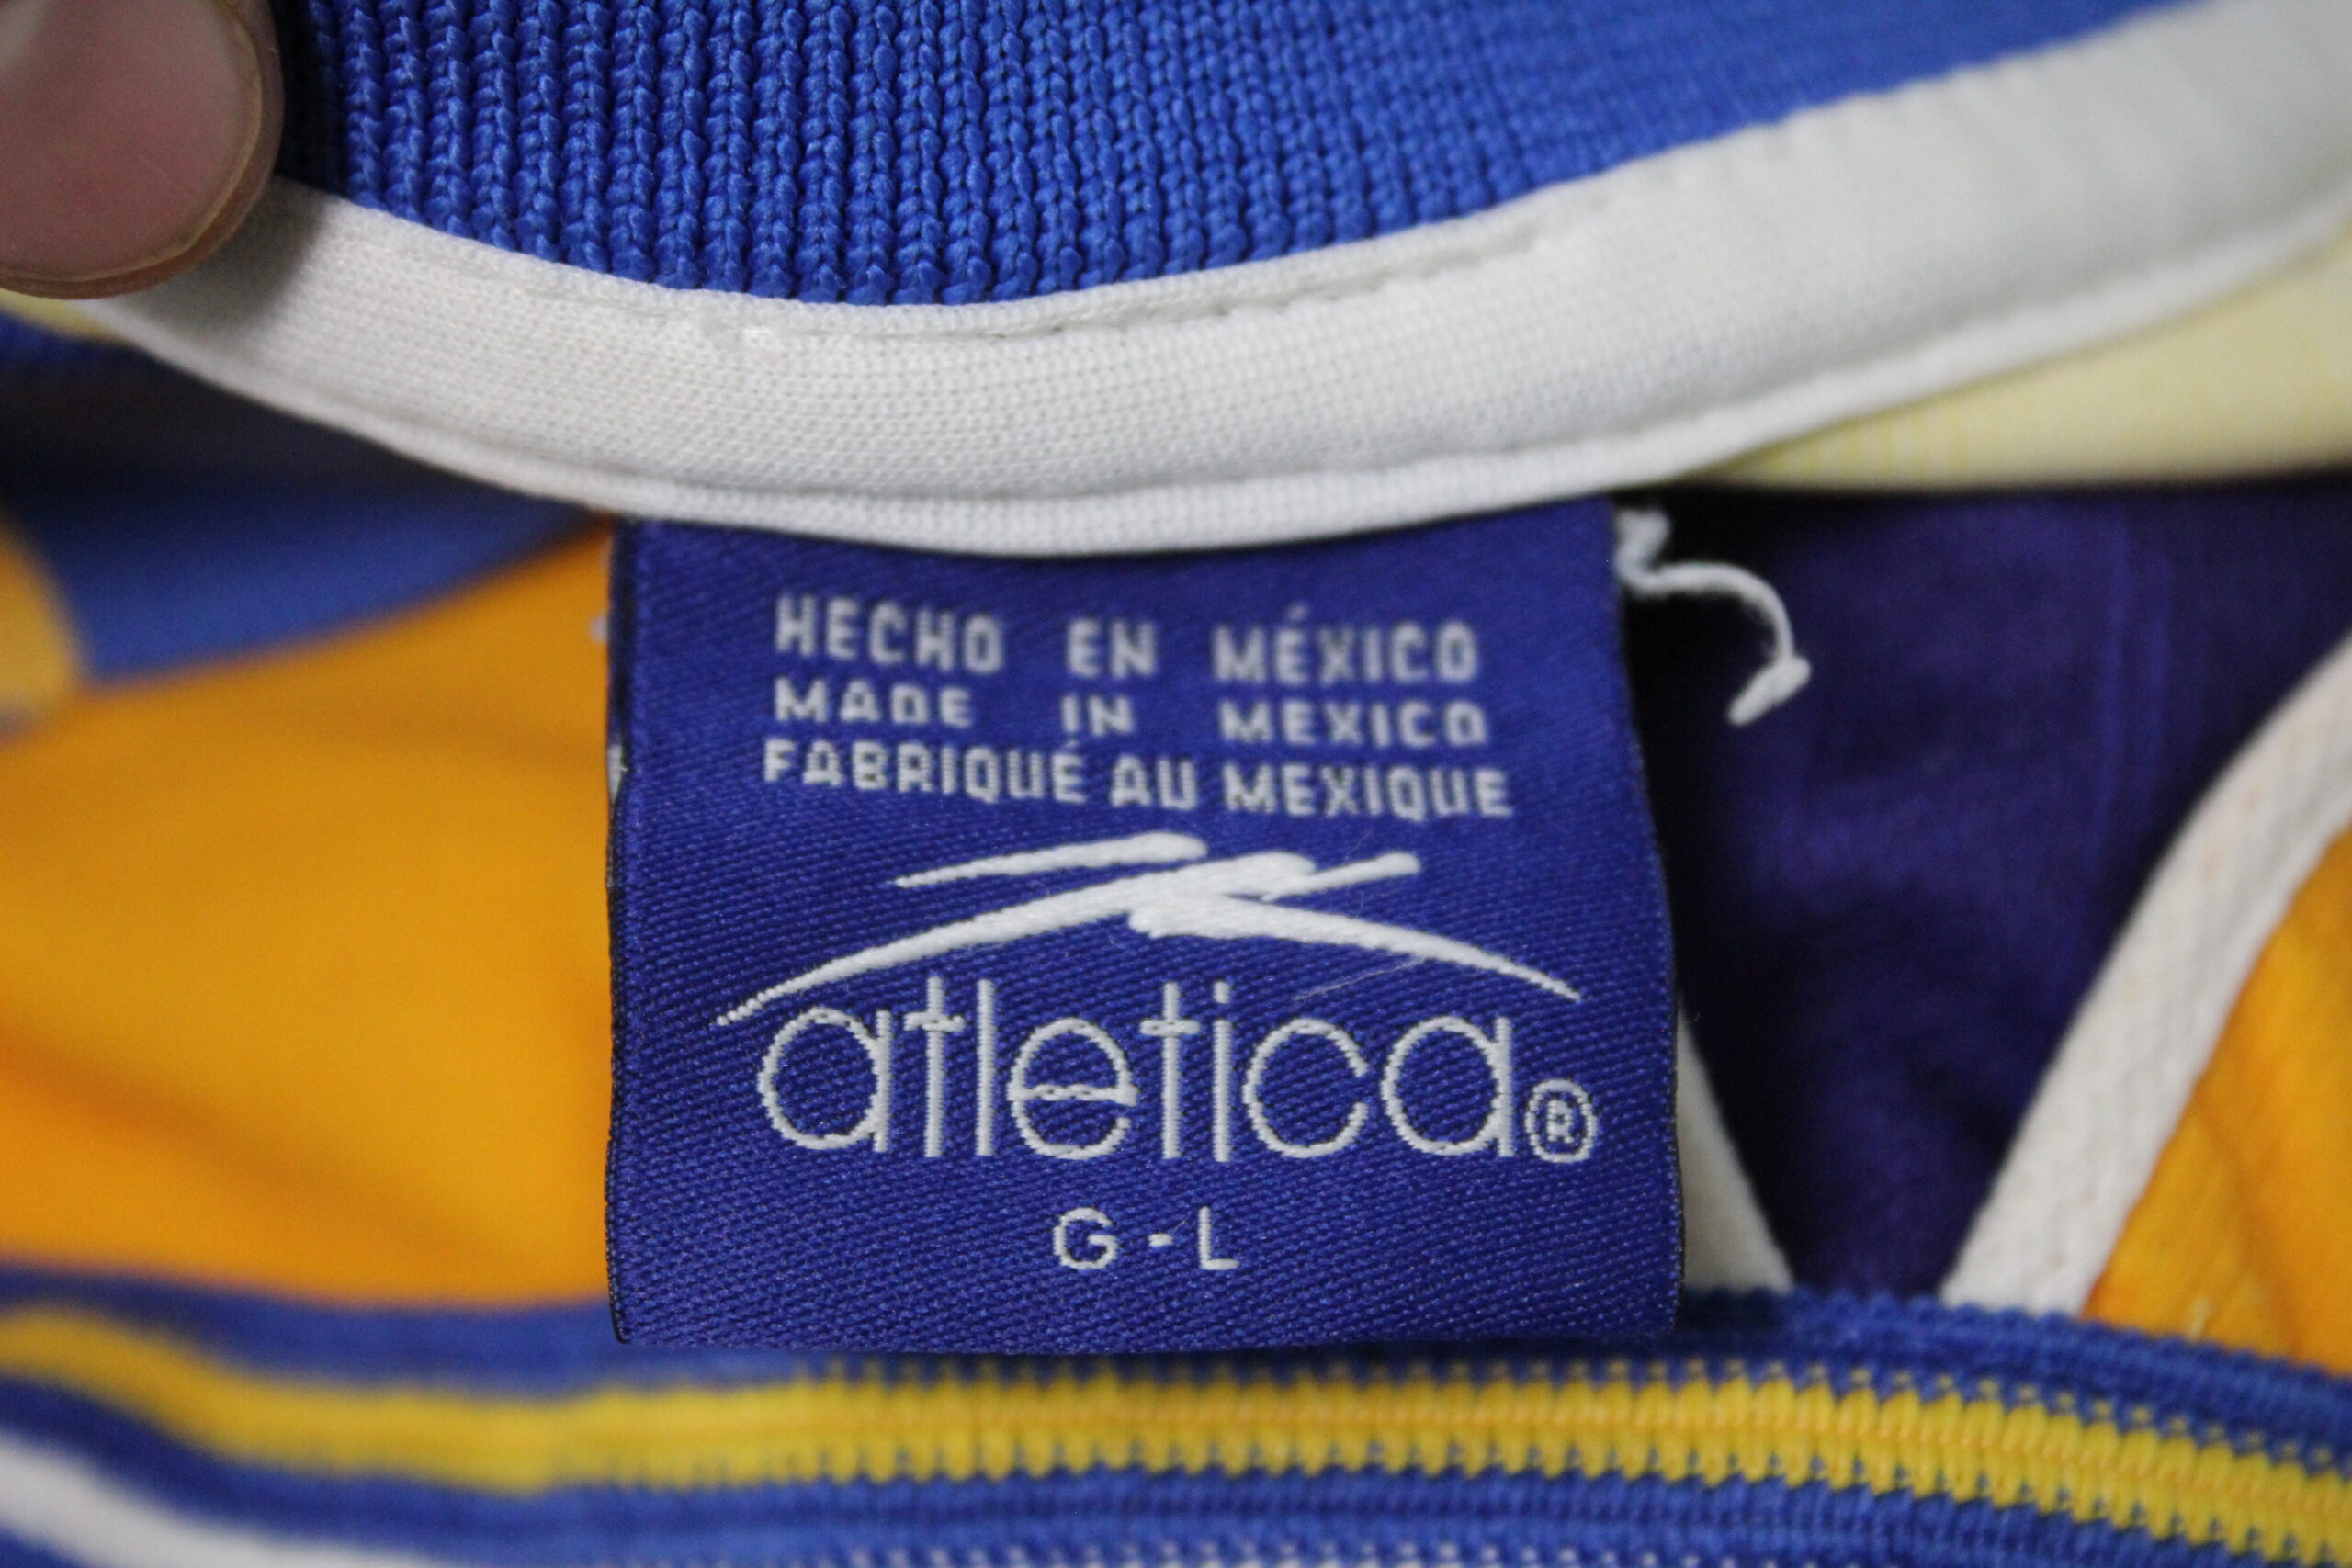 HECHO EN MÉXICO
MADE IN MEXICO
FABRIQUÉ AU MEXIQUE
atletica®
G - L